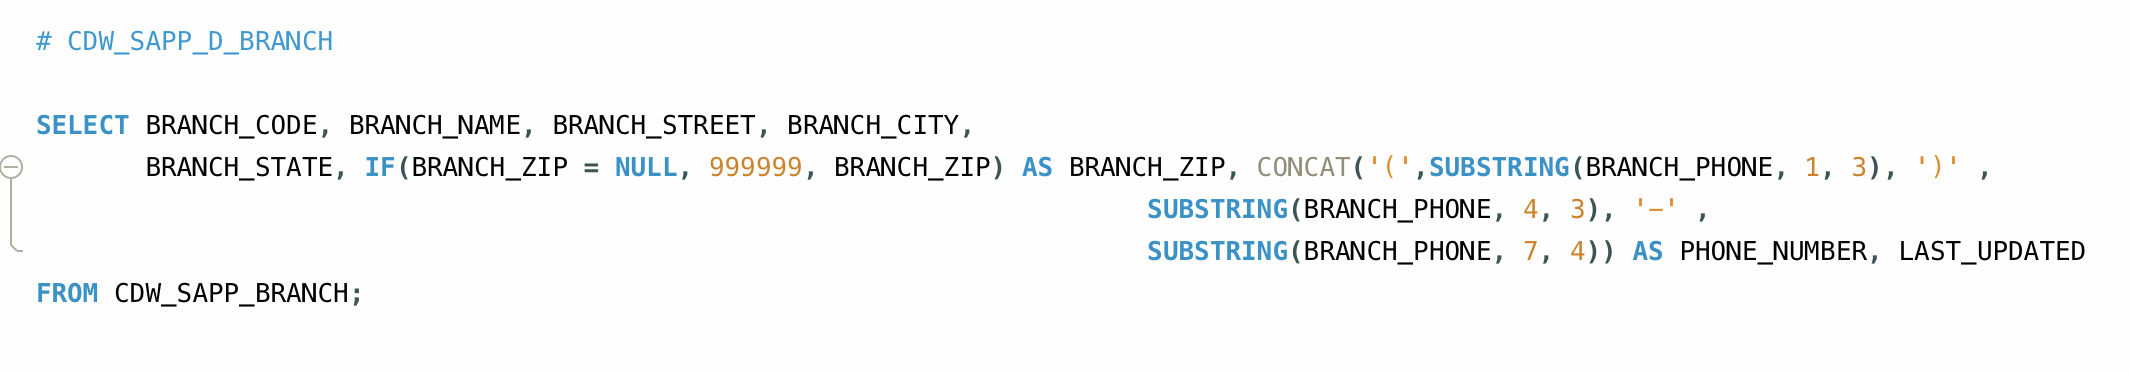 # CDW_SAPP_D_BRANCH
SELECT BRANCH_CODE, BRANCH_NAME, BRANCH_STREET, BRANCH_CITY,
BRANCH_STATE, IF(BRANCH_ZIP = NULL, 999999, BRANCH_ZIP) AS BRANCH_ZIP, CONCAT('(',SUBSTRING(BRANCH_PHONE, 1, 3), ')' ,
SUBSTRING(BRANCH_PHONE, 4, 3), '-' ,
SUBSTRING(BRANCH_PHONE, 7, 4)) AS PHONE_NUMBER, LAST_UPDATED
FROM CDW_SAPP_BRANCH;